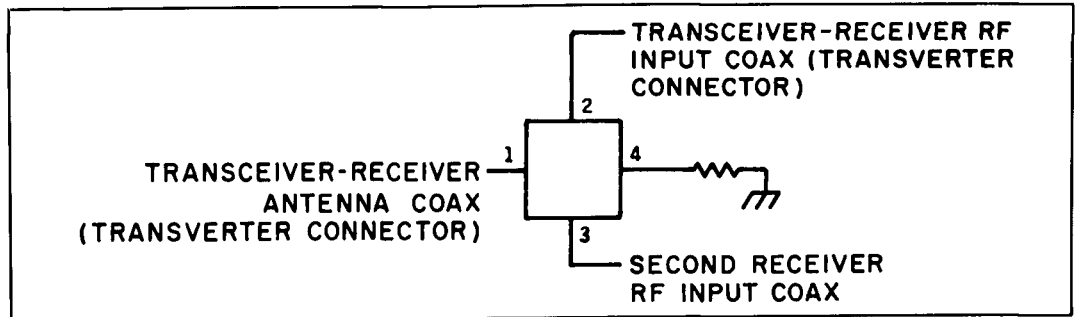 TRANSCEIVER-RECEIVER RF
INPUT COAX (TRANSVERTER
CONNECTOR)
2
1
4
TRANSCEIVER-RECEIVER
ANTENNA COAX
(TRANSVERTER CONNECTOR)
3
SECOND RECEIVER
RF INPUT COAX